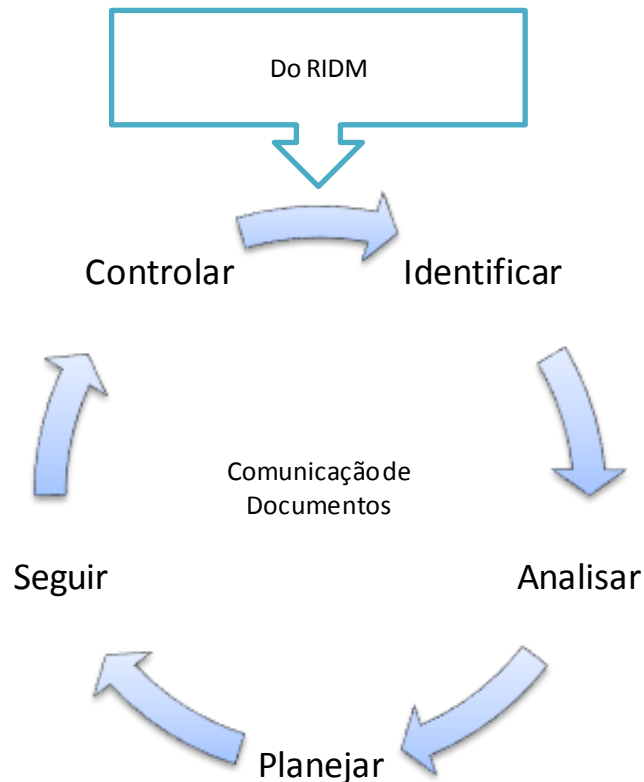 Do RIDM
Controlar
Identificar
Comunicação de
Documentos
Seguir
Analisar
Planejar